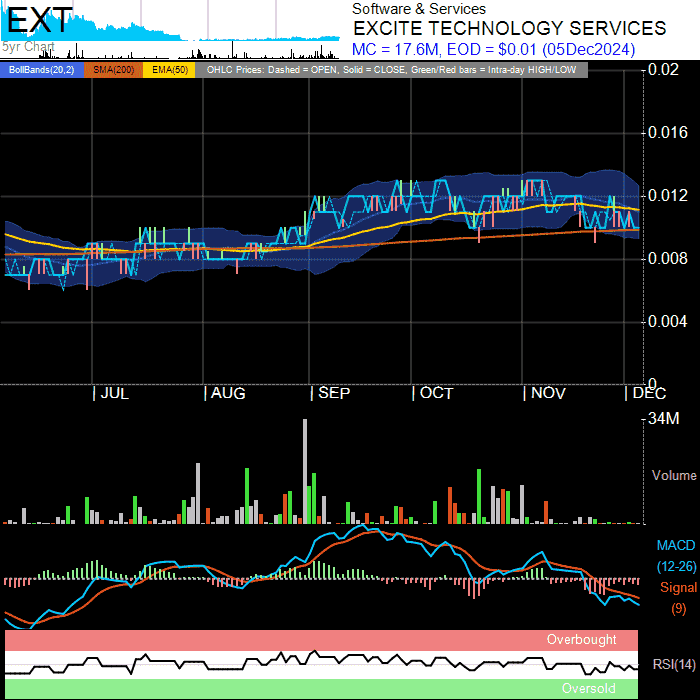 EXT
5yr Chart
Software & Services
EXCITE TECHNOLOGY SERVICES
MC = 17.6M, EOD = $0.01 (05Dec2024)
BollBands(20,2) SMA(200) EMA(50) OHLC Prices: Dashed = OPEN, Solid = CLOSE, Green/Red bars = Intra-day HIGH/LOW
0.02
0.016
0.012
0.008
0.004
0
| JUL | AUG | SEP | OCT | NOV | DEC
34M
Volume
MACD
(12-26)
Signal
(9)
Overbought
RSI(14)
Oversold